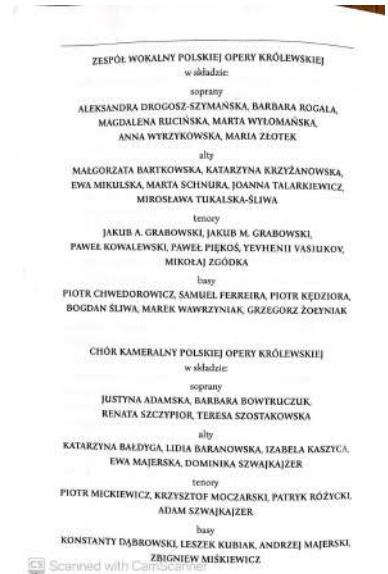 ZESPÓŁ WOKALNY POLSKIEJ OPERY KRÓLEWSKIEJ
w składzie:
soprany
ALEKSANDRA DROGOSZ-SZYMAŃSKA, BARBARA ROGALA,
MAGDALENA RUCIŃSKA, MARTA WYŁOMAŃSKA,
ANNA WYRZYKOWSKA, MARIA ZŁOTEK
alty
MAŁGORZATA BARTKOWSKA, KATARZYNA KRZYŻANOWSKA,
EWA MIKULSKA, MARTA SCHNURA, JOANNA TALARKIEWICZ,
MIROSŁAWA TUKALSKA-ŚLIWA
tenory
JAKUB A. GRABOWSKI, JAKUB M. GRABOWSKI,
PAWEŁ KOWALEWSKI, PAWEŁ PIĘKOŚ, YEVHENII VASIUKOV,
MIKOŁAJ ZGÓDKA
basy
PIOTR CHWEDOROWICZ, SAMUEL FERREIRA, PIOTR KĘDZIORA,
BOGDAN ŚLIWA, MAREK WAWRZYNIAK, GRZEGORZ ŻOŁYNIAK
CHÓR KAMERALNY POLSKIEJ OPERY KRÓLEWSKIEJ
w składzie:
soprany
JUSTYNA ADAMSKA, BARBARA BOWTRUCZUK,
RENATA SZCZYPIOR, TERESA SZOSTAKOWSKA
alty
KATARZYNA BAŁDYGA, LIDIA BARANOWSKA, IZABELA KASZYCA,
EWA MAJERSKA, DOMINIKA SZWAJKAJZER
tenory
PIOTR MICKIEWICZ, KRZYSZTOF MOCZARSKI, PATRYK RÓŻYCKI,
ADAM SZWAJKAJZER
basy
KONSTANTY DĄBROWSKI, LESZEK KUBIAK, ANDRZEJ MAJERSKI,
ZBIGNIEW MIŚKIEWICZ
CS Scanned with CamScanner